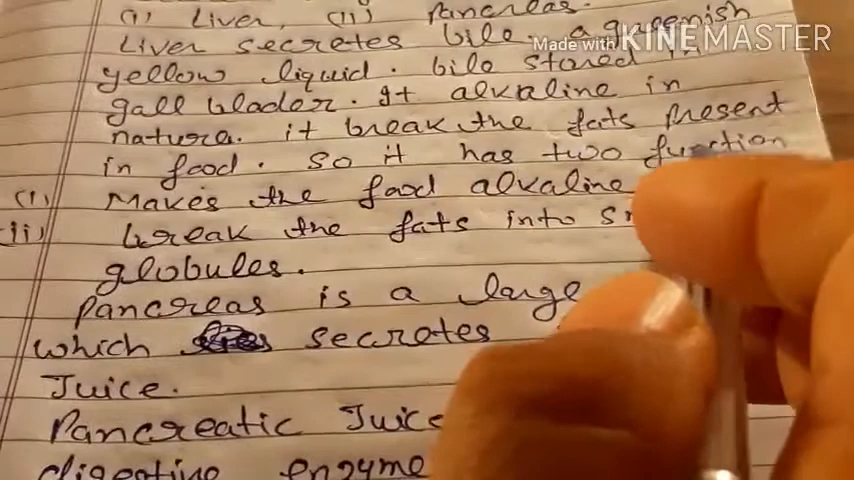 (i) Liver, (ii) Pancreas.
Liver secretes bile. a greenish
Made with KINEMASTER
yellow liquid. bile stored in
gall blader. It alkaline in
nature. it break the fats present
in food. So it has two function
(i) Makes the food alkaline
(ii) break the fats into
globules.
Pancreas is a large
which secretes
Juice.
Pancreatic Juice
digesting enzyme